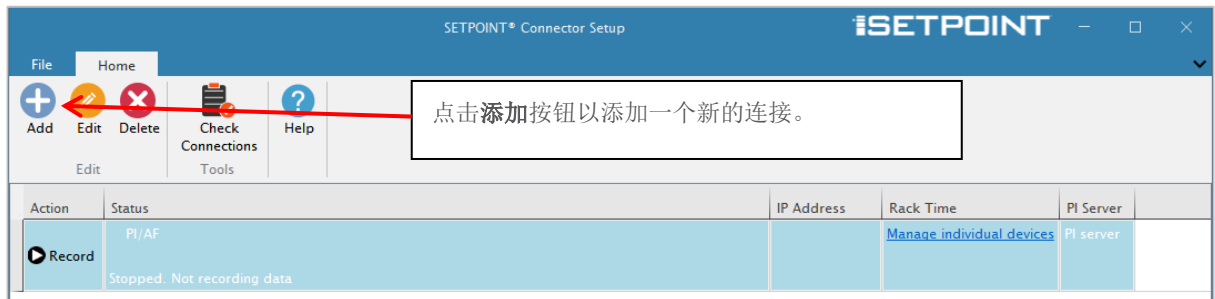 SETPOINT® Connector Setup
SETPOINT
File Home
Add Edit Delete Check Connections Help
点击添加按钮以添加一个新的连接。
Edit Tools
Action Status IP Address Rack Time PI Server
PI/AF Manage individual devices PI server
Record
Stopped. Not recording data